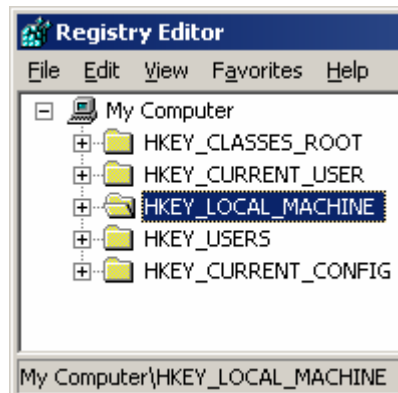 Registry Editor
File Edit View Favorites Help
My Computer
HKEY_CLASSES_ROOT
HKEY_CURRENT_USER
HKEY_LOCAL_MACHINE
HKEY_USERS
HKEY_CURRENT_CONFIG
My Computer\HKEY_LOCAL_MACHINE